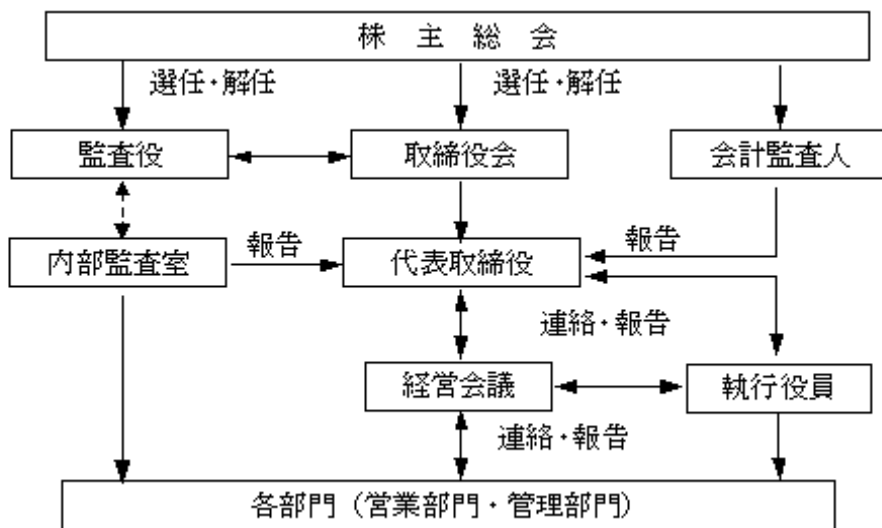 株主総会
選任・解任
選任・解任
監査役
取締役会
会計監査人
内部監査室
報告
代表取締役
報告
連絡・報告
経営会議
執行役員
連絡・報告
各部門（営業部門・管理部門）